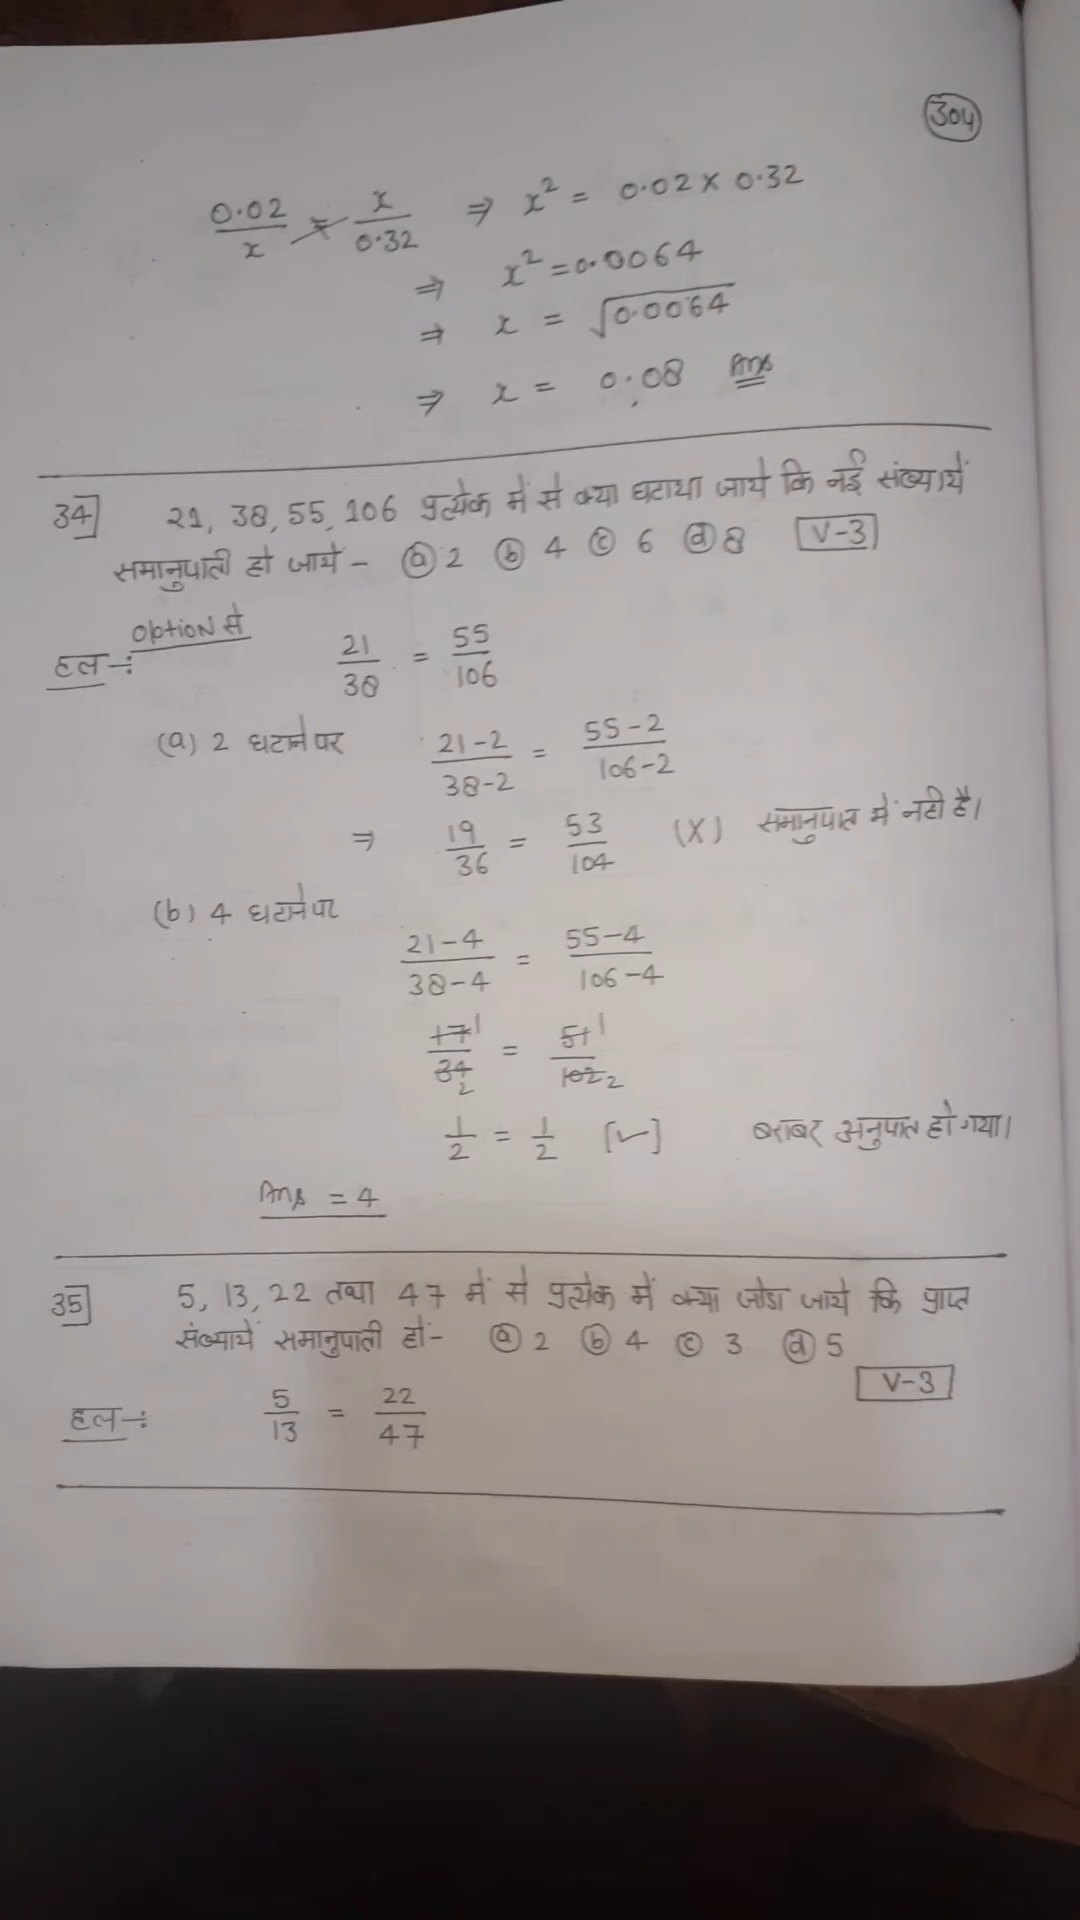 304
0.02/x = x/0.32 ⇒ x² = 0.02 × 0.32
⇒ x² = 0.0064
⇒ x = √0.0064
⇒ x = 0.08 Ans
34] 21, 38, 55, 106 प्रत्येक में से क्या घटाया जाये कि नई संख्यायें
समानुपाती हो जाये - (a) 2 (b) 4 (c) 6 (d) 8 V-3
हल -: option से 21/38 = 55/106
(a) 2 घटाने पर 21-2/38-2 = 55-2/106-2
⇒ 19/36 = 53/104 (X) समानुपात में नही है।
(b) 4 घटाने पर
21-4/38-4 = 55-4/106-4
17 1/34 2 = 51 1/102 2
1/2 = 1/2 [✓] बराबर अनुपात हो गया।
Ans = 4
35] 5, 13, 22 तथा 47 में से प्रत्येक में क्या जोडा जाये कि प्राप्त
संख्यायें समानुपाती हो - (a) 2 (b) 4 (c) 3 (d) 5
V-3
हल -: 5/13 = 22/47